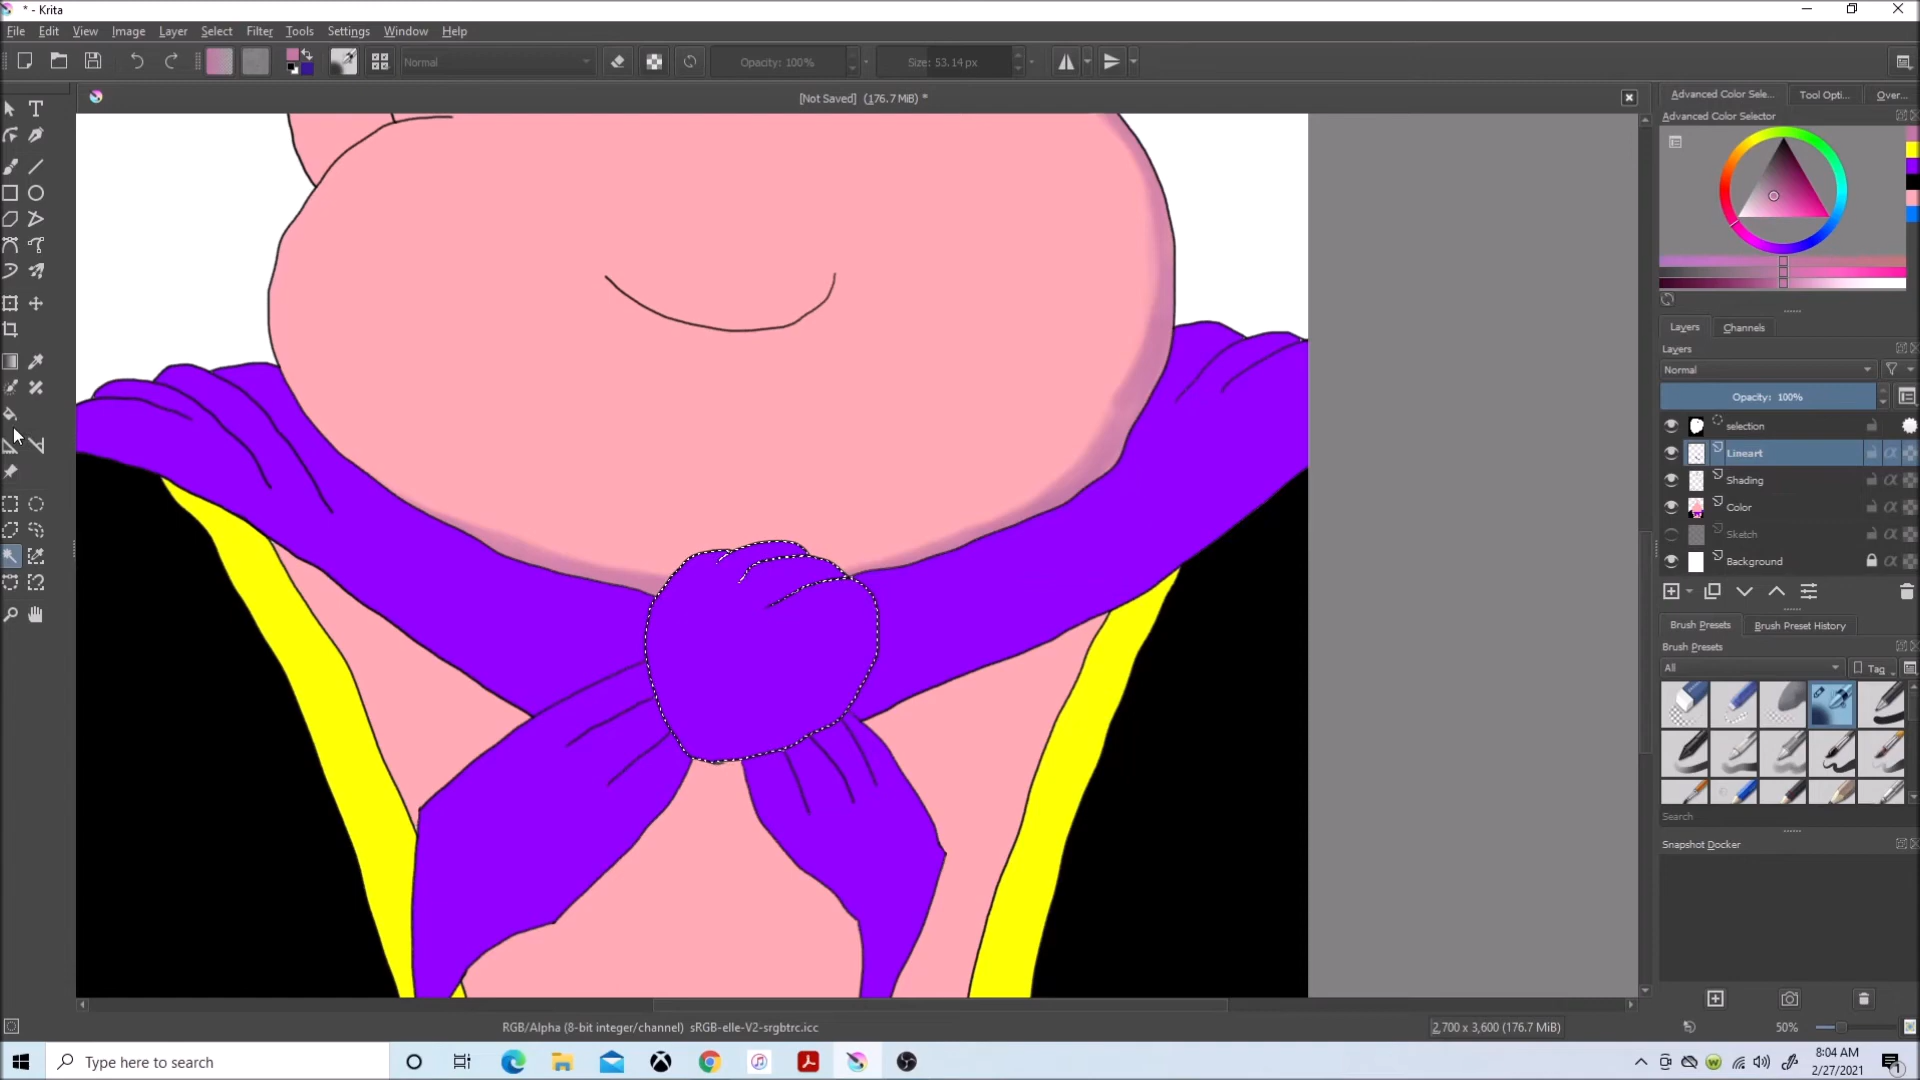 * - Krita
File Edit View Image Layer Select Filter Tools Settings Window Help
Normal Opacity: 100% Size: 53.14 px
[Not Saved] (176.7 MiB) *
Advanced Color Sele... Tool Opti... Over...
Advanced Color Selector
Layers Channels
Layers
Normal
Opacity: 100%
selection
Lineart
Shading
Color
Sketch
Background
Brush Presets Brush Preset History
Brush Presets
All Tag
Search
Snapshot Docker
RGB/Alpha (8-bit integer/channel) sRGB-elle-V2-srgbtrc.icc 2,700 x 3,600 (176.7 MiB) 50%
Type here to search
8:04 AM
2/27/2021
1